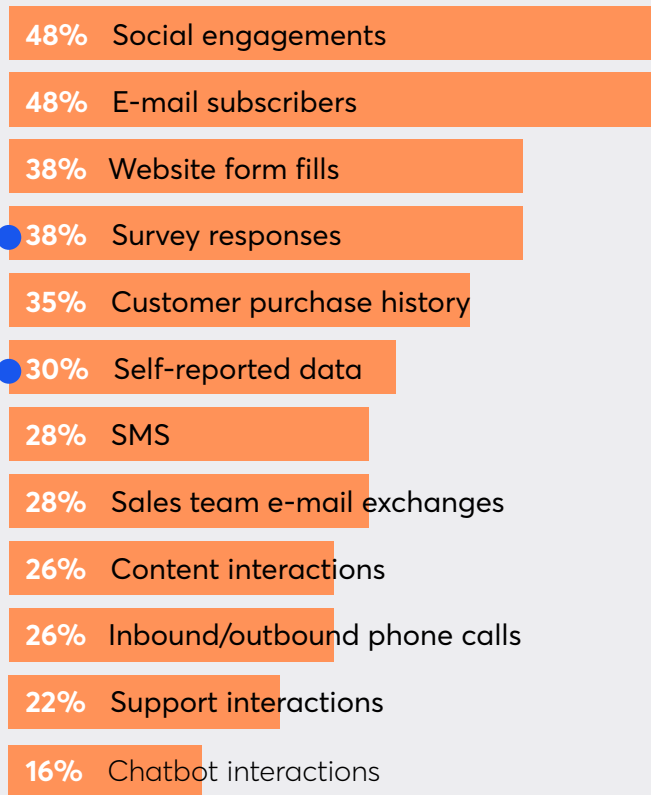 48% Social engagements
48% E-mail subscribers
38% Website form fills
38% Survey responses
35% Customer purchase history
30% Self-reported data
28% SMS
28% Sales team e-mail exchanges
26% Content interactions
26% Inbound/outbound phone calls
22% Support interactions
16% Chatbot interactions